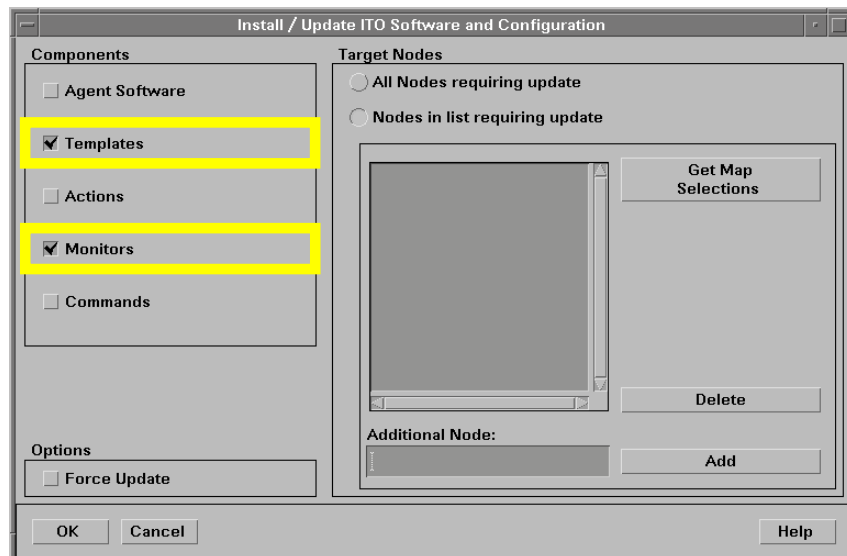 Install / Update ITO Software and Configuration
Components
Agent Software
Templates
Actions
Monitors
Commands
Options
Force Update
Target Nodes
All Nodes requiring update
Nodes in list requiring update
Get Map
Selections
Delete
Additional Node:
Add
OK
Cancel
Help